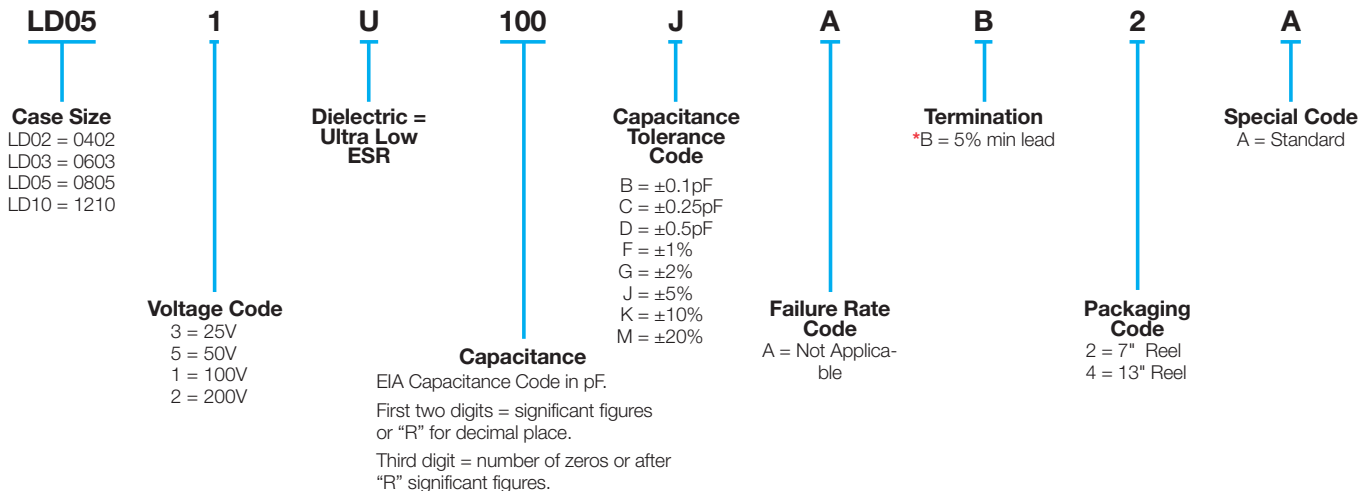 LD05 1 U 100 J A B 2 A
Case Size
LD02 = 0402
LD03 = 0603
LD05 = 0805
LD10 = 1210
Voltage Code
3 = 25V
5 = 50V
1 = 100V
2 = 200V
Dielectric =
Ultra Low
ESR
Capacitance
EIA Capacitance Code in pF.
First two digits = significant figures
or “R” for decimal place.
Third digit = number of zeros or after
“R” significant figures.
Capacitance
Tolerance
Code
B = ±0.1pF
C = ±0.25pF
D = ±0.5pF
F = ±1%
G = ±2%
J = ±5%
K = ±10%
M = ±20%
Failure Rate
Code
A = Not Applica-
ble
Termination
*B = 5% min lead
Packaging
Code
2 = 7" Reel
4 = 13" Reel
Special Code
A = Standard